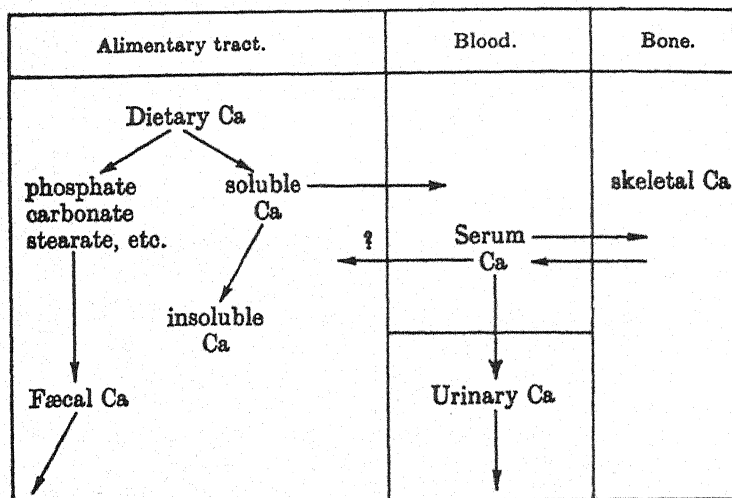 Alimentary tract.
Blood.
Bone.
Dietary Ca
phosphate
carbonate
stearate, etc.
soluble
Ca
insoluble
Ca
Fæcal Ca
?
Serum
Ca
Urinary Ca
skeletal Ca